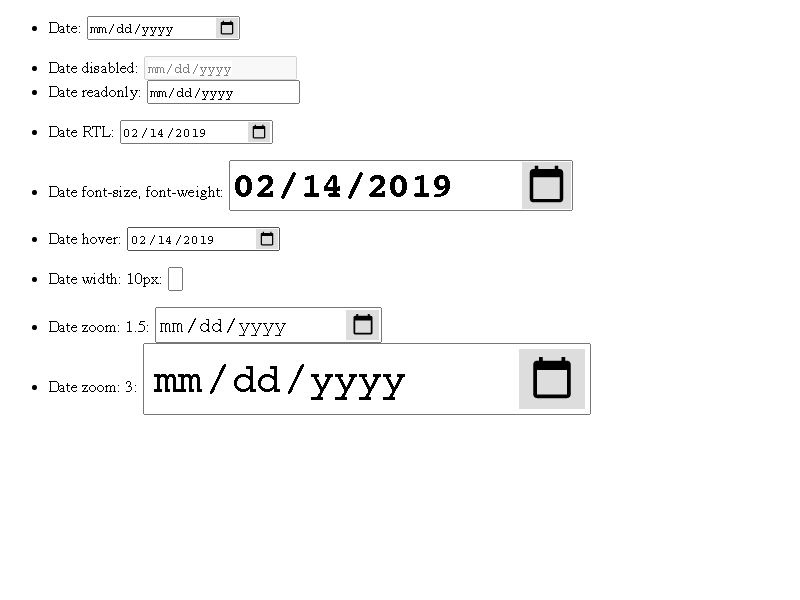 Date: mm/dd/yyyy
Date disabled: mm/dd/yyyy
Date readonly: mm/dd/yyyy
Date RTL: 02/14/2019
Date font-size, font-weight: 02/14/2019
Date hover: 02/14/2019
Date width: 10px:
Date zoom: 1.5: mm/dd/yyyy
Date zoom: 3: mm/dd/yyyy